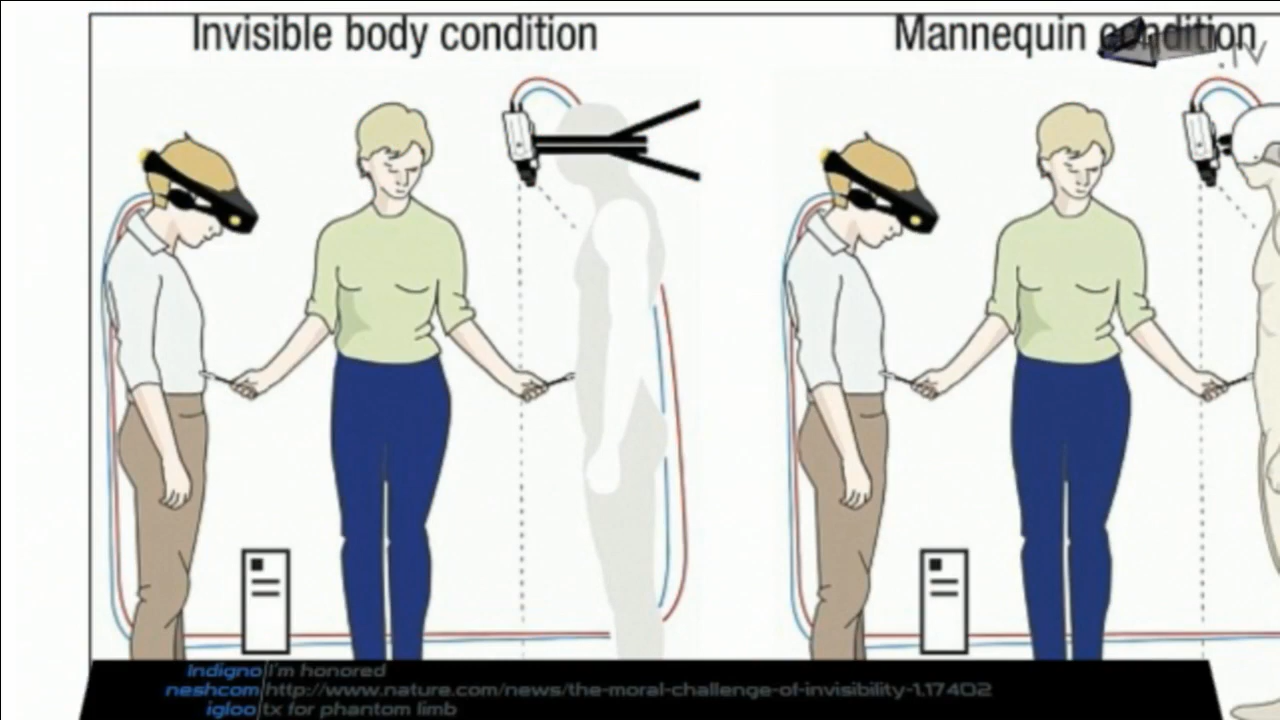 Invisible body condition
Mannequin condition
.TV
Indigno|I'm honored
neshcom|http://www.nature.com/news/the-moral-challenge-of-invisibility-1.17402
igloo|tx for phantom limb